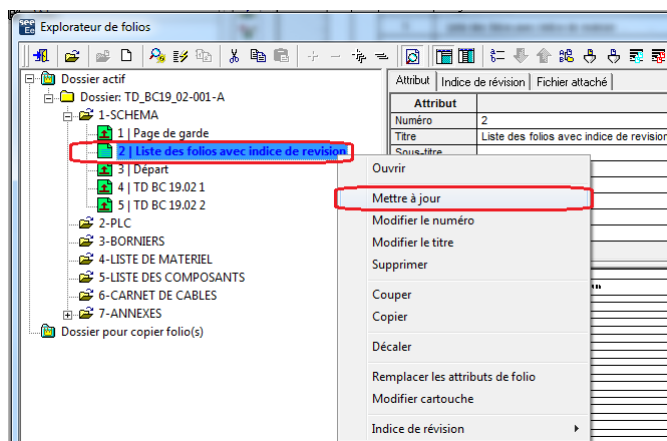 see
Ee
Explorateur de folios
Dossier actif
Dossier: TD_BC19_02-001-A
1-SCHEMA
1 | Page de garde
2 | Liste des folios avec indice de revision
3 | Départ
4 | TD BC 19.02 1
5 | TD BC 19.02 2
2-PLC
3-BORNIERS
4-LISTE DE MATERIEL
5-LISTE DES COMPOSANTS
6-CARNET DE CABLES
7-ANNEXES
Dossier pour copier folio(s)
Attribut
Indice de révision
Fichier attaché
Attribut
Numéro
2
Titre
Liste des folios avec indice de revision
Sous-titre
Ouvrir
Mettre à jour
Modifier le numéro
Modifier le titre
Supprimer
Couper
Copier
Décaler
Remplacer les attributs de folio
Modifier cartouche
Indice de révision